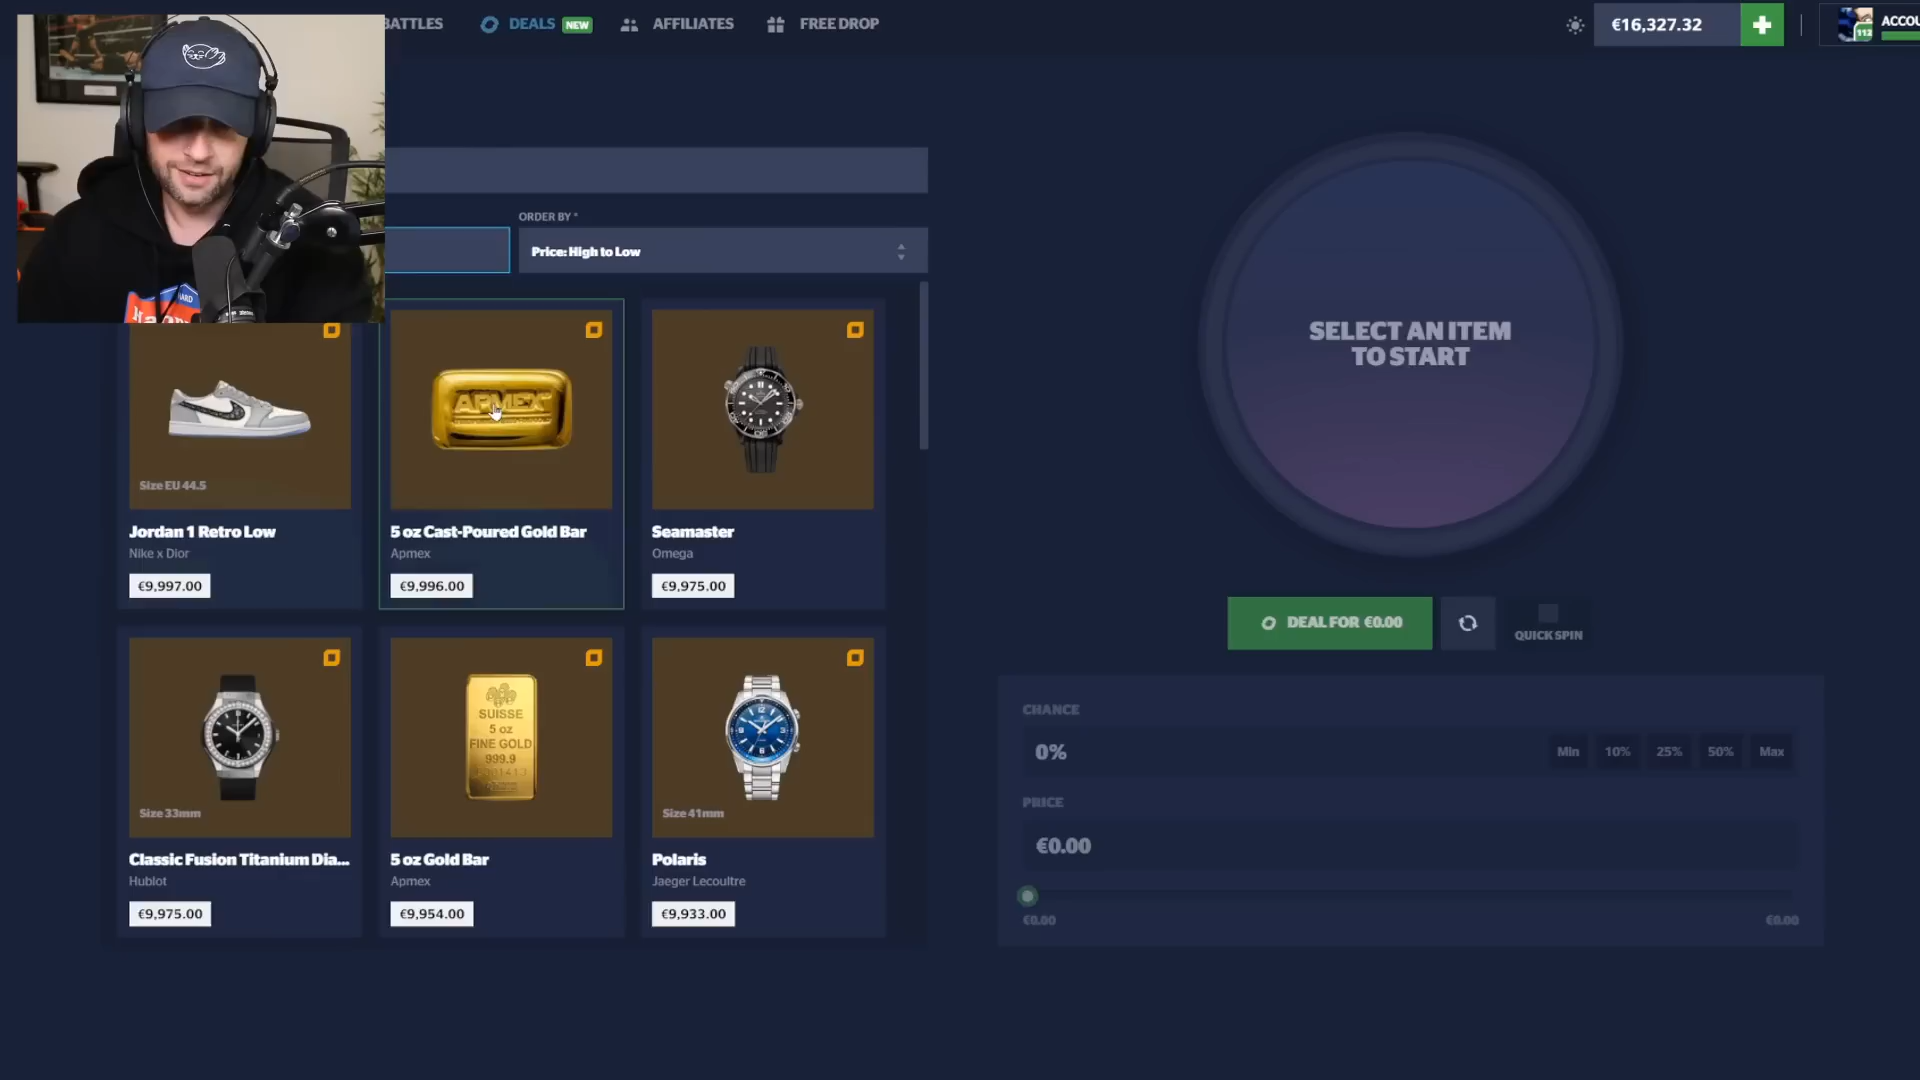 BATTLES
DEALS NEW
AFFILIATES
FREE DROP
€16,327.32
112
ORDER BY *
Price: High to Low
APMEX
Size EU 44.5
Jordan 1 Retro Low
Nike x Dior
€9,997.00
5 oz Cast-Poured Gold Bar
Apmex
€9,996.00
Seamaster
Omega
€9,975.00
Size 33mm
Classic Fusion Titanium Dia...
Hublot
€9,975.00
SUISSE
5 oz
FINE GOLD
999.9
5 oz Gold Bar
Apmex
€9,954.00
Size 41mm
Polaris
Jaeger Lecoultre
€9,933.00
SELECT AN ITEM
TO START
DEAL FOR €0.00
QUICK SPIN
CHANCE
0%
Min
10%
25%
50%
Max
PRICE
€0.00
€0.00
€0.00